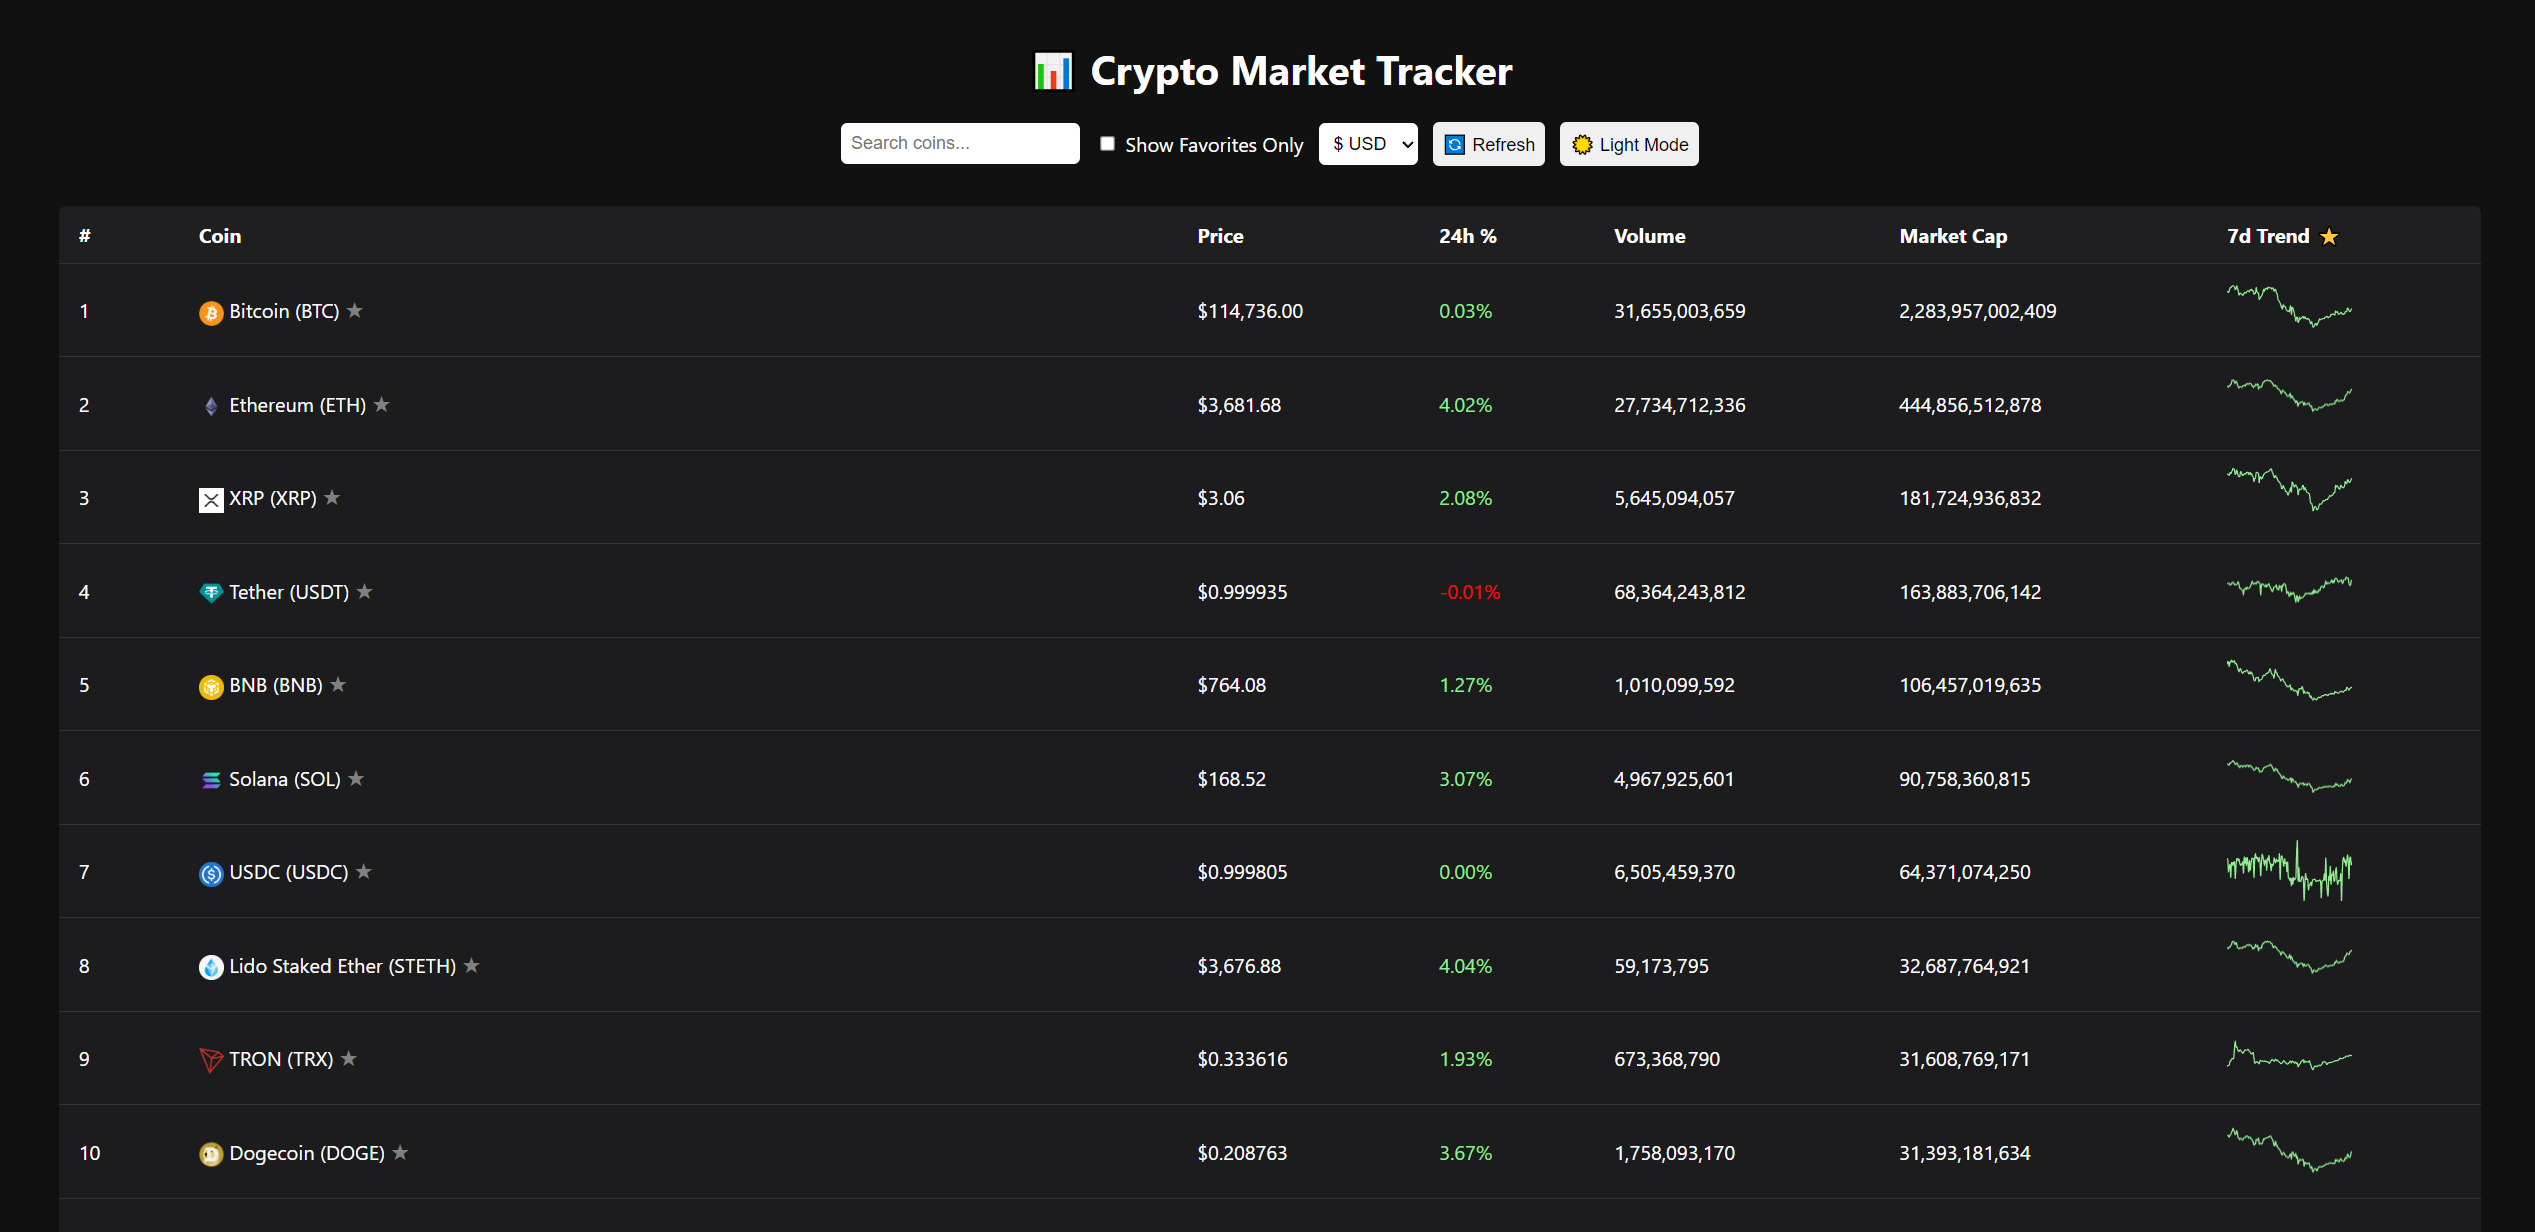 Crypto Market Tracker
Search coins... Show Favorites Only $ USD Refresh Light Mode
# Coin Price 24h % Volume Market Cap 7d Trend
1 Bitcoin (BTC) $114,736.00 0.03% 31,655,003,659 2,283,957,002,409
2 Ethereum (ETH) $3,681.68 4.02% 27,734,712,336 444,856,512,878
3 XRP (XRP) $3.06 2.08% 5,645,094,057 181,724,936,832
4 Tether (USDT) $0.999935 -0.01% 68,364,243,812 163,883,706,142
5 BNB (BNB) $764.08 1.27% 1,010,099,592 106,457,019,635
6 Solana (SOL) $168.52 3.07% 4,967,925,601 90,758,360,815
7 USDC (USDC) $0.999805 0.00% 6,505,459,370 64,371,074,250
8 Lido Staked Ether (STETH) $3,676.88 4.04% 59,173,795 32,687,764,921
9 TRON (TRX) $0.333616 1.93% 673,368,790 31,608,769,171
10 Dogecoin (DOGE) $0.208763 3.67% 1,758,093,170 31,393,181,634